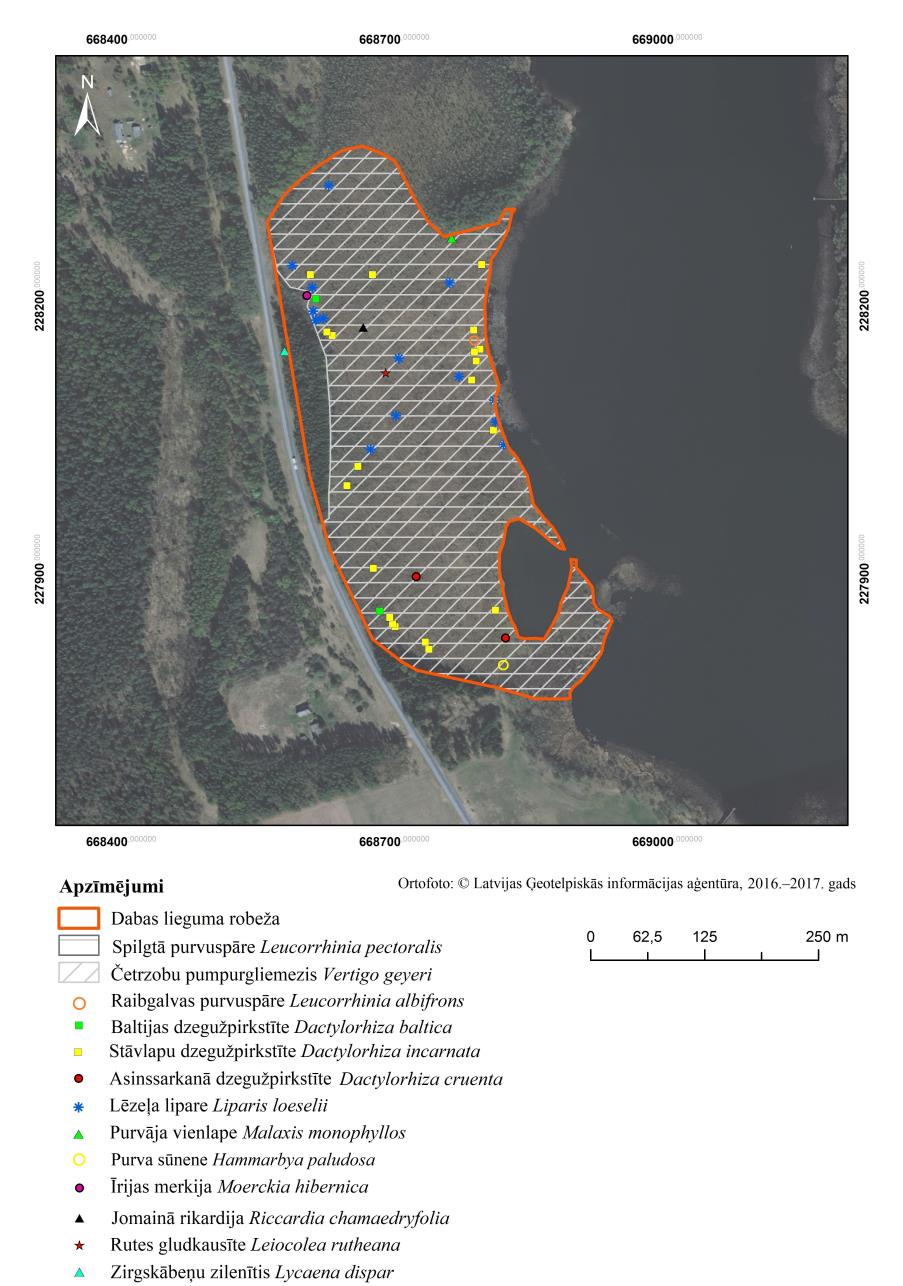 668400.000000 668700.000000 669000.000000
N
228200.000000 228200.000000
227900.000000 227900.000000
668400.000000 668700.000000 669000.000000
Apzīmējumi
Ortofoto: © Latvijas Ģeotelpiskās informācijas aģentūra, 2016.–2017. gads
Dabas lieguma robeža
0 62,5 125 250 m
Spilgtā purvuspāre Leucorrhinia pectoralis
Četrzobu pumpurgliemezis Vertigo geyeri
Raibgalvas purvuspāre Leucorrhinia albifrons
Baltijas dzegužpirkstīte Dactylorhiza baltica
Stāvlapu dzegužpirkstīte Dactylorhiza incarnata
Asinssarkanā dzegužpirkstīte Dactylorhiza cruenta
Lēzeļa lipare Liparis loeselii
Purvāja vienlape Malaxis monophyllos
Purva sūnene Hammarbya paludosa
Īrijas merkija Moerckia hibernica
Jomainā rikardija Riccardia chamaedryfolia
Rutes gludkausīte Leiocolea rutheana
Zirgskābeņu zilenītis Lycaena dispar